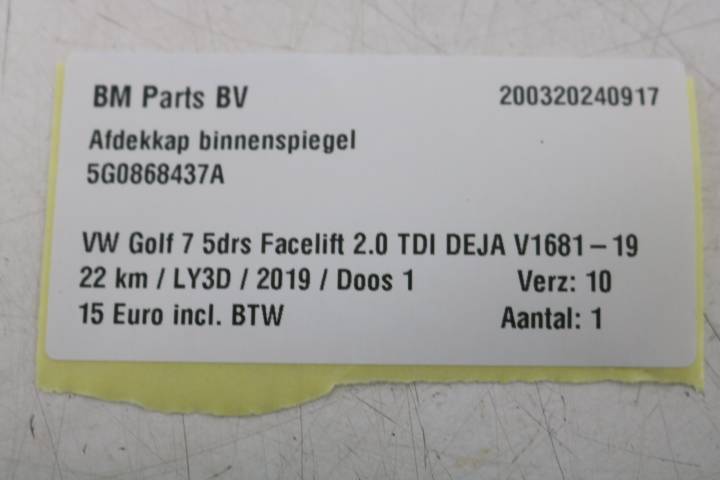 BM Parts BV 200320240917
Afdekkap binnenspiegel
5G0868437A
VW Golf 7 5drs Facelift 2.0 TDI DEJA V1681-19
22 km / LY3D / 2019 / Doos 1 Verz: 10
15 Euro incl. BTW Aantal: 1